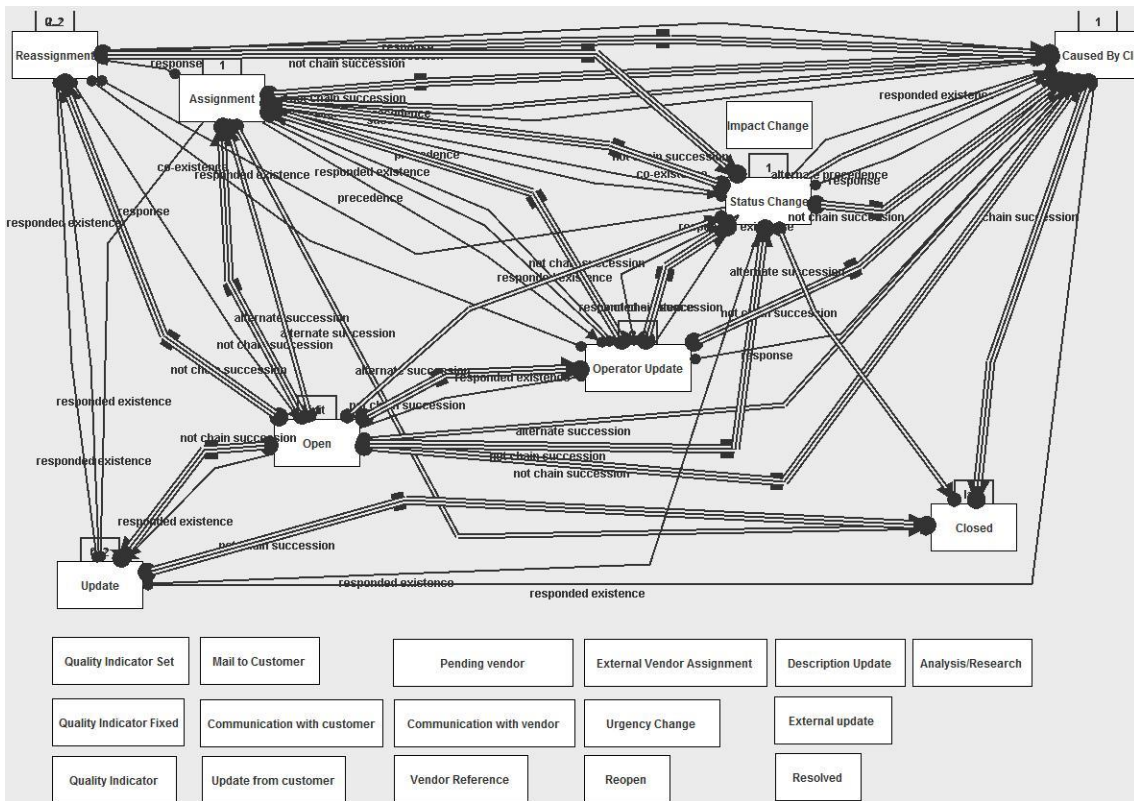 0..2
1
1
Reassignment
response
Caused By CI
response
not chain succession
1
Assignment
not chain succession
responded existence
Impact Change
precedence
not chain succession
1
co-existence
responded existence
responded existence
co-existence
alternate precedence
response
precedence
Status Change
response
not chain succession
chain succession
responded existence
not chain succession
alternate succession
responded existence
not chain succession
alternate succession
alternate succession
not chain succession
response
alternate succession
not chain succession
Operator Update
responded existence
responded existence
not chain succession
alternate succession
not chain succession
Open
not chain succession
responded existence
not chain succession
Closed
responded existence
not chain succession
Update
responded existence
responded existence
Quality Indicator Set
Mail to Customer
Pending vendor
External Vendor Assignment
Description Update
Analysis/Research
Quality Indicator Fixed
Communication with customer
Communication with vendor
Urgency Change
External update
Quality Indicator
Update from customer
Vendor Reference
Reopen
Resolved